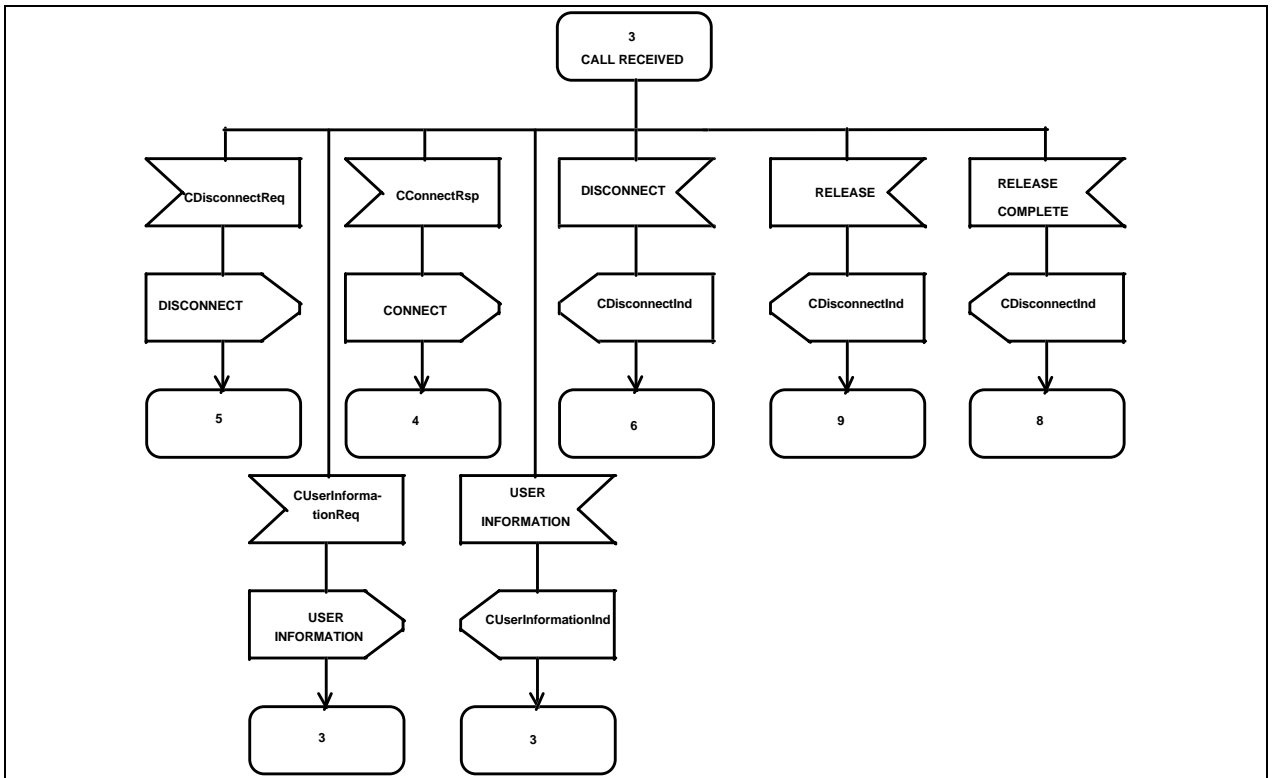 3
CALL RECEIVED
CDisconnectReq
CConnectRsp
DISCONNECT
RELEASE
RELEASE
COMPLETE
DISCONNECT
CONNECT
CDisconnectInd
CDisconnectInd
CDisconnectInd
5
4
6
9
8
CUserInforma-
tionReq
USER
INFORMATION
USER
INFORMATION
CUserInformationInd
3
3